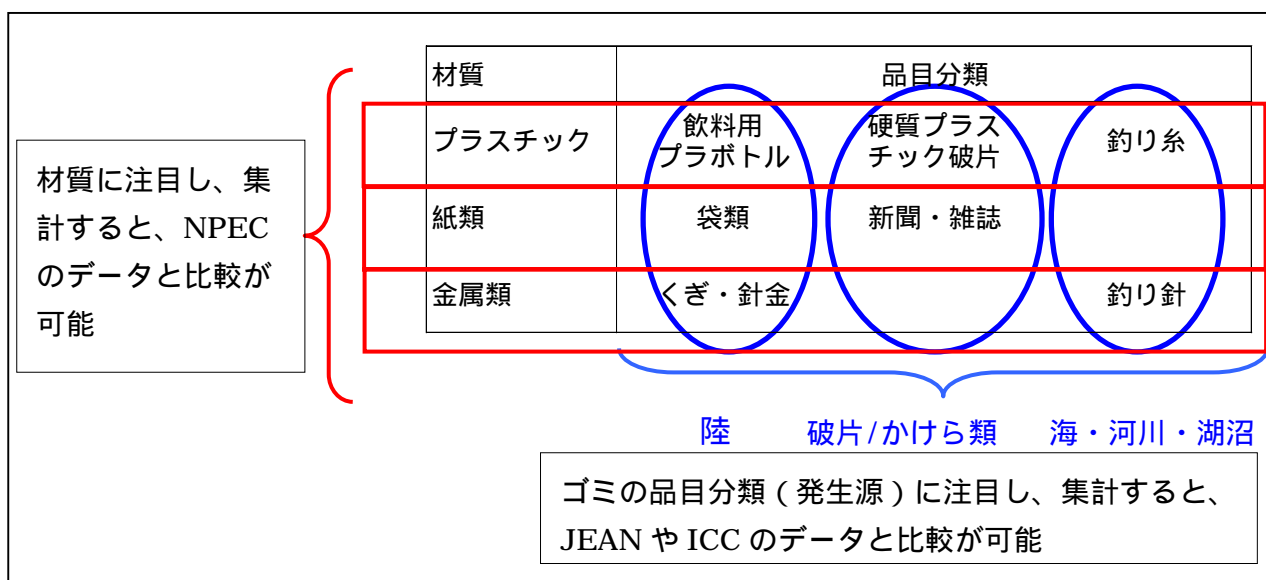 材質 品目分類
プラスチック 飲料用 硬質プラス 釣り糸
プラボトル チック破片
紙類 袋類 新聞・雑誌
金属類 くぎ・針金 釣り針
材質に注目し、集
計すると、NPEC
のデータと比較が
可能
陸 破片/かけら類 海・河川・湖沼
ゴミの品目分類(発生源)に注目し、集計すると、
JEAN や ICC のデータと比較が可能